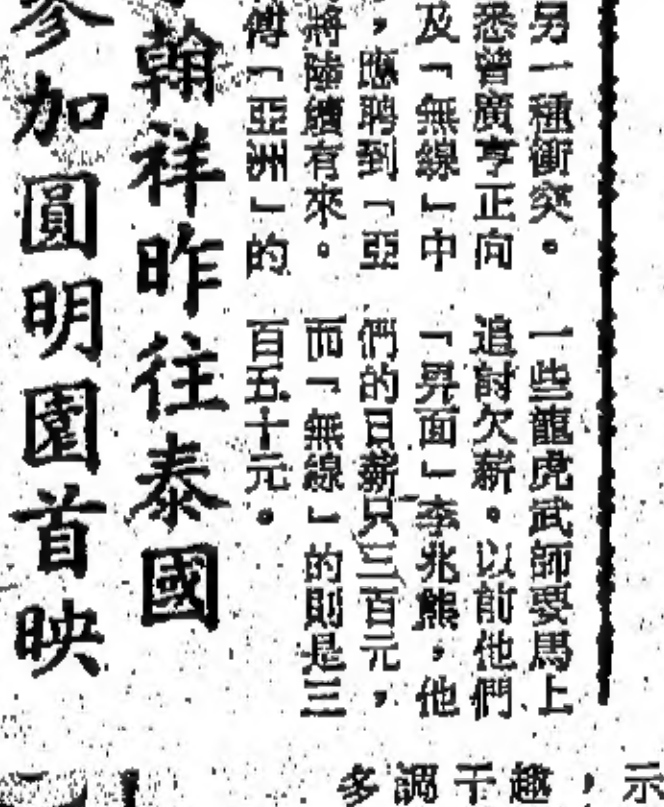 另一種衝突。
悉曾廣亨正向
及「無線」中
，應聘到「亞
將陸續有來。
傳「亞洲」的
一些龍虎武師要馬上
追討欠薪。以前他們
「昇面」李兆熊，他
們的日薪只三百元，
而「無線」的則是三
百五十元。
翰祥昨往泰國
參加圓明園首映
多調干趣，示